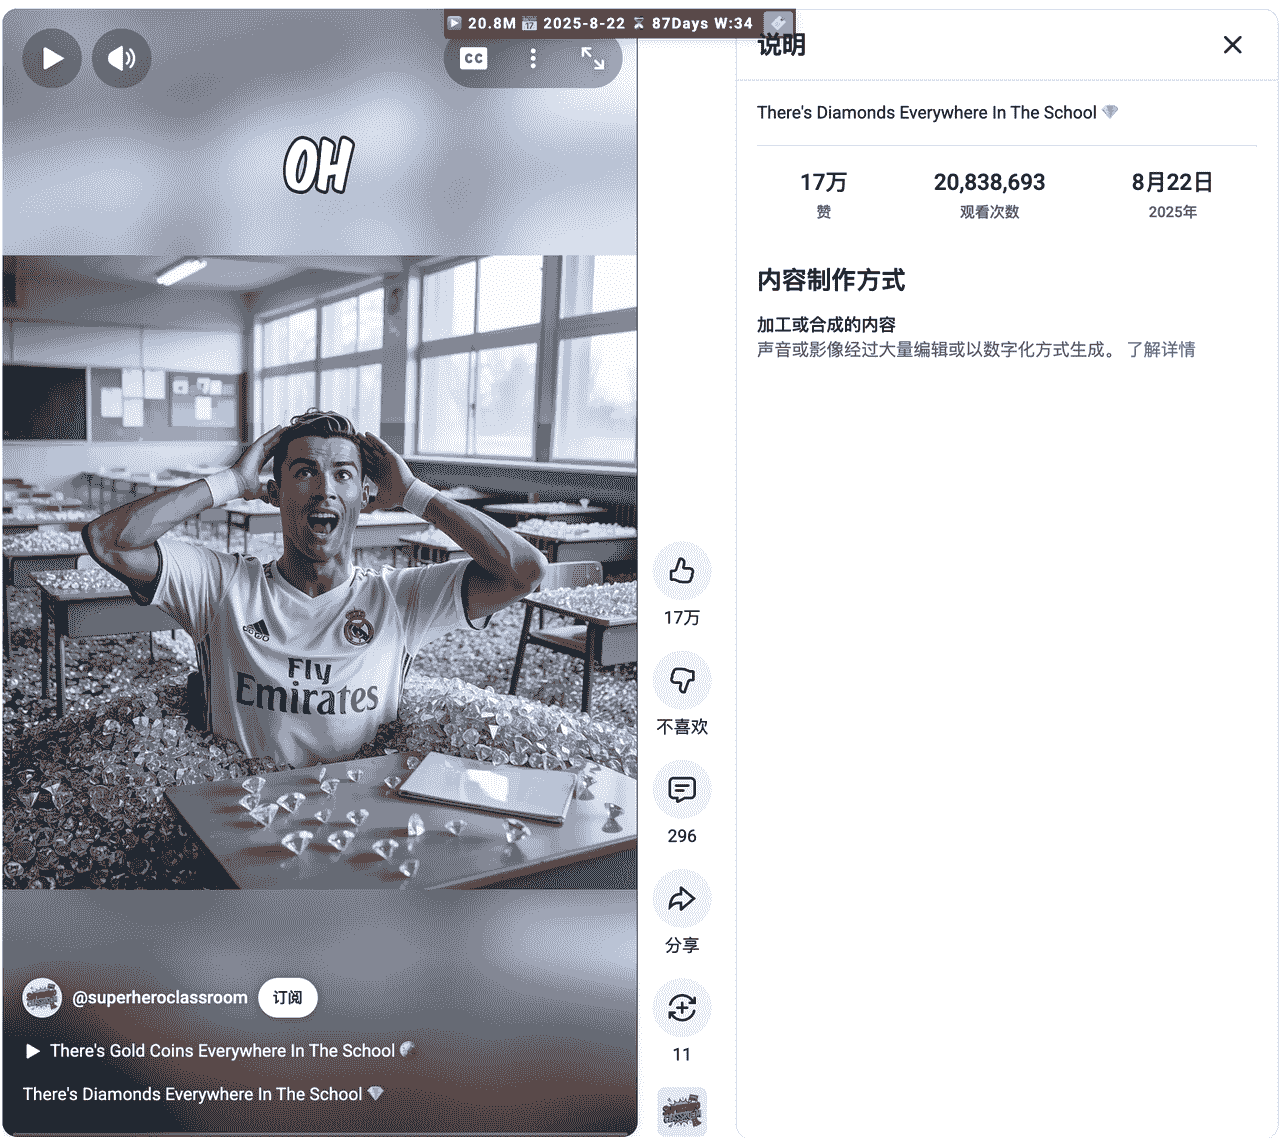 20.8M 2025-8-22 87Days W:34
CC
OH
Fly
Emirates
@superheroclassroom
订阅
There's Gold Coins Everywhere In The School
There's Diamonds Everywhere In The School
17万
不喜欢
296
分享
11
说明
There's Diamonds Everywhere In The School
17万 20,838,693 8月22日
赞 观看次数 2025年
内容制作方式
加工或合成的内容
声音或影像经过大量编辑或以数字化方式生成。 了解详情